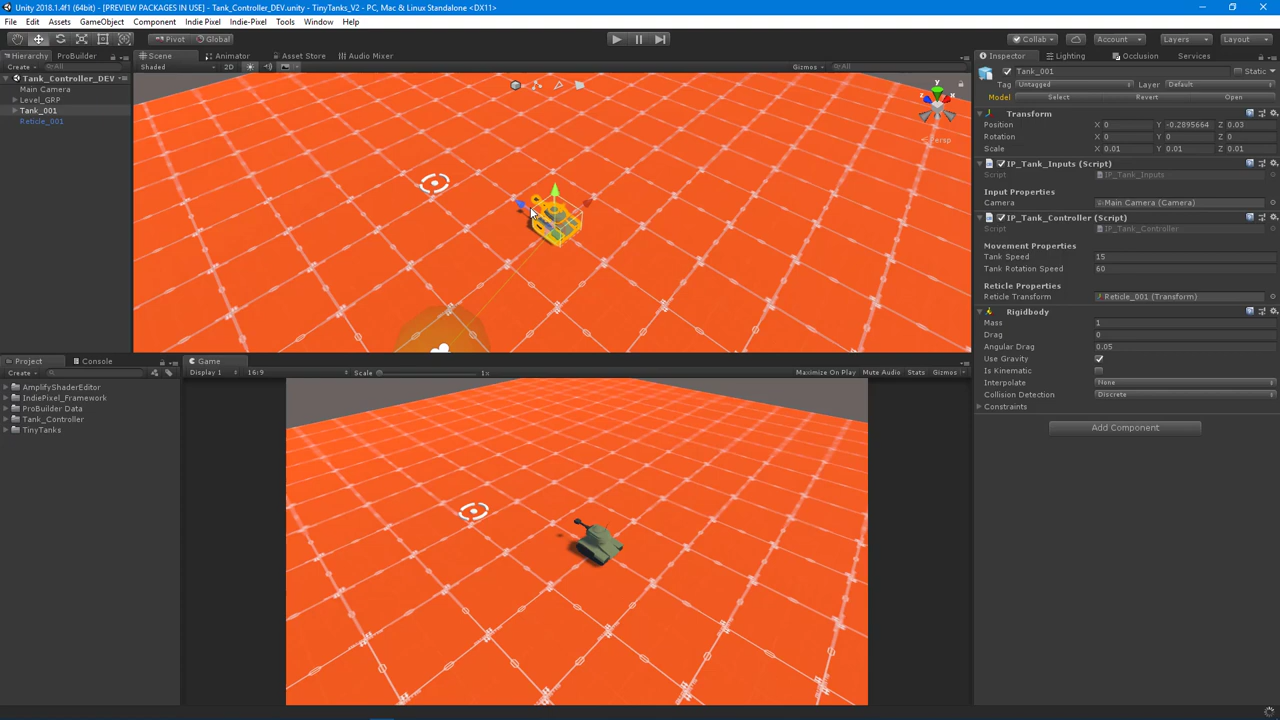 Unity 2018.1.4f1 (64bit) - [PREVIEW PACKAGES IN USE] - Tank_Controller_DEV.unity - TinyTanks_V2 - PC, Mac & Linux Standalone <DX11>
File Edit Assets GameObject Component Indie Pixel Indie-Pixel Tools Window Help
Pivot Global Collab Account Layers Layout
Hierarchy ProBuilder Scene Animator Asset Store Audio Mixer Inspector Lighting Occlusion Services
Create All Shaded 2D Gizmos All
Tank_001 Static
Tank_Controller_DEV
Main Camera
Level_GRP
Tank_001
Reticle_001
Tag Untagged Layer Default
Model Select Revert Open
Transform
Position X 0 Y -0.2895664 Z 0.03
Rotation X 0 Y 0 Z 0
Scale X 0.01 Y 0.01 Z 0.01
y
x
z
Persp
IP_Tank_Inputs (Script)
Script IP_Tank_Inputs
Input Properties
Camera Main Camera (Camera)
IP_Tank_Controller (Script)
Script IP_Tank_Controller
Movement Properties
Tank Speed 15
Tank Rotation Speed 60
Reticle Properties
Reticle Transform Reticle_001 (Transform)
Rigidbody
Mass 1
Drag 0
Angular Drag 0.05
Use Gravity
Is Kinematic
Interpolate None
Collision Detection Discrete
Constraints
Add Component
Project Console Game
Create Display 1 16:9 Scale 1x Maximize On Play Mute Audio Stats Gizmos
AmplifyShaderEditor
IndiePixel_Framework
ProBuilder Data
Tank_Controller
TinyTanks